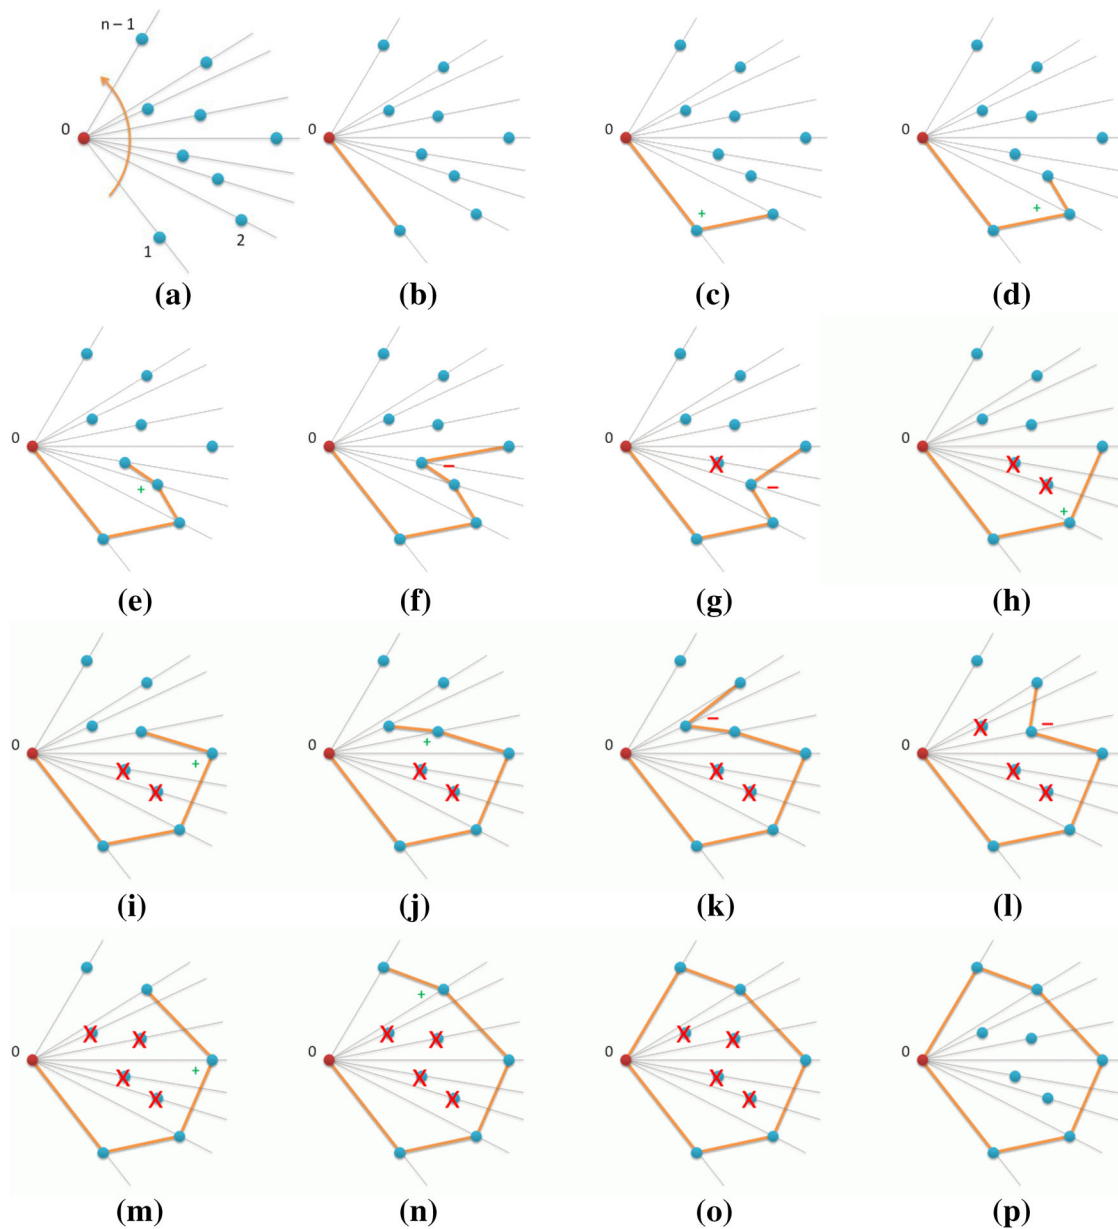 n – 1
0
1
2
(a)
0
(b)
0
+
(c)
0
+
(d)
0
+
(e)
0
–
(f)
0
X
–
(g)
0
X
X
+
(h)
0
+
X
X
(i)
0
+
X
X
(j)
0
–
X
X
(k)
0
X
–
X
X
(l)
0
X
X
+
X
X
(m)
0
+
X
X
X
X
(n)
0
X
X
X
X
(o)
0
(p)